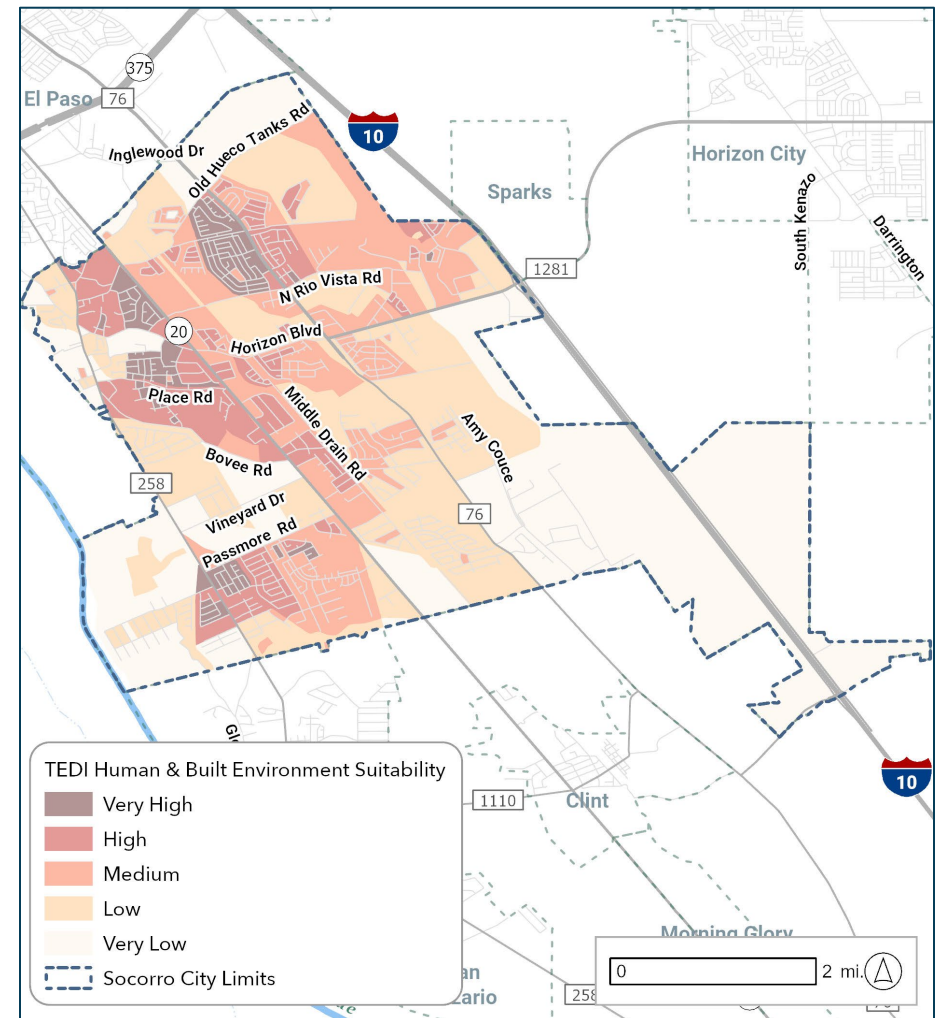 375
El Paso
76
10
Inglewood Dr
Old Hueco Tanks Rd
Horizon City
Sparks
South Kenazo
Darrington
1281
N Rio Vista Rd
20
Horizon Blvd
Place Rd
Middle Drain Rd
Amy Couce
Bovee Rd
258
Vineyard Dr
76
Passmore Rd
TEDI Human & Built Environment Suitability
Very High
High
Medium
Low
Very Low
Socorro City Limits
10
1110
Clint
Morning Glory
0
2 mi.